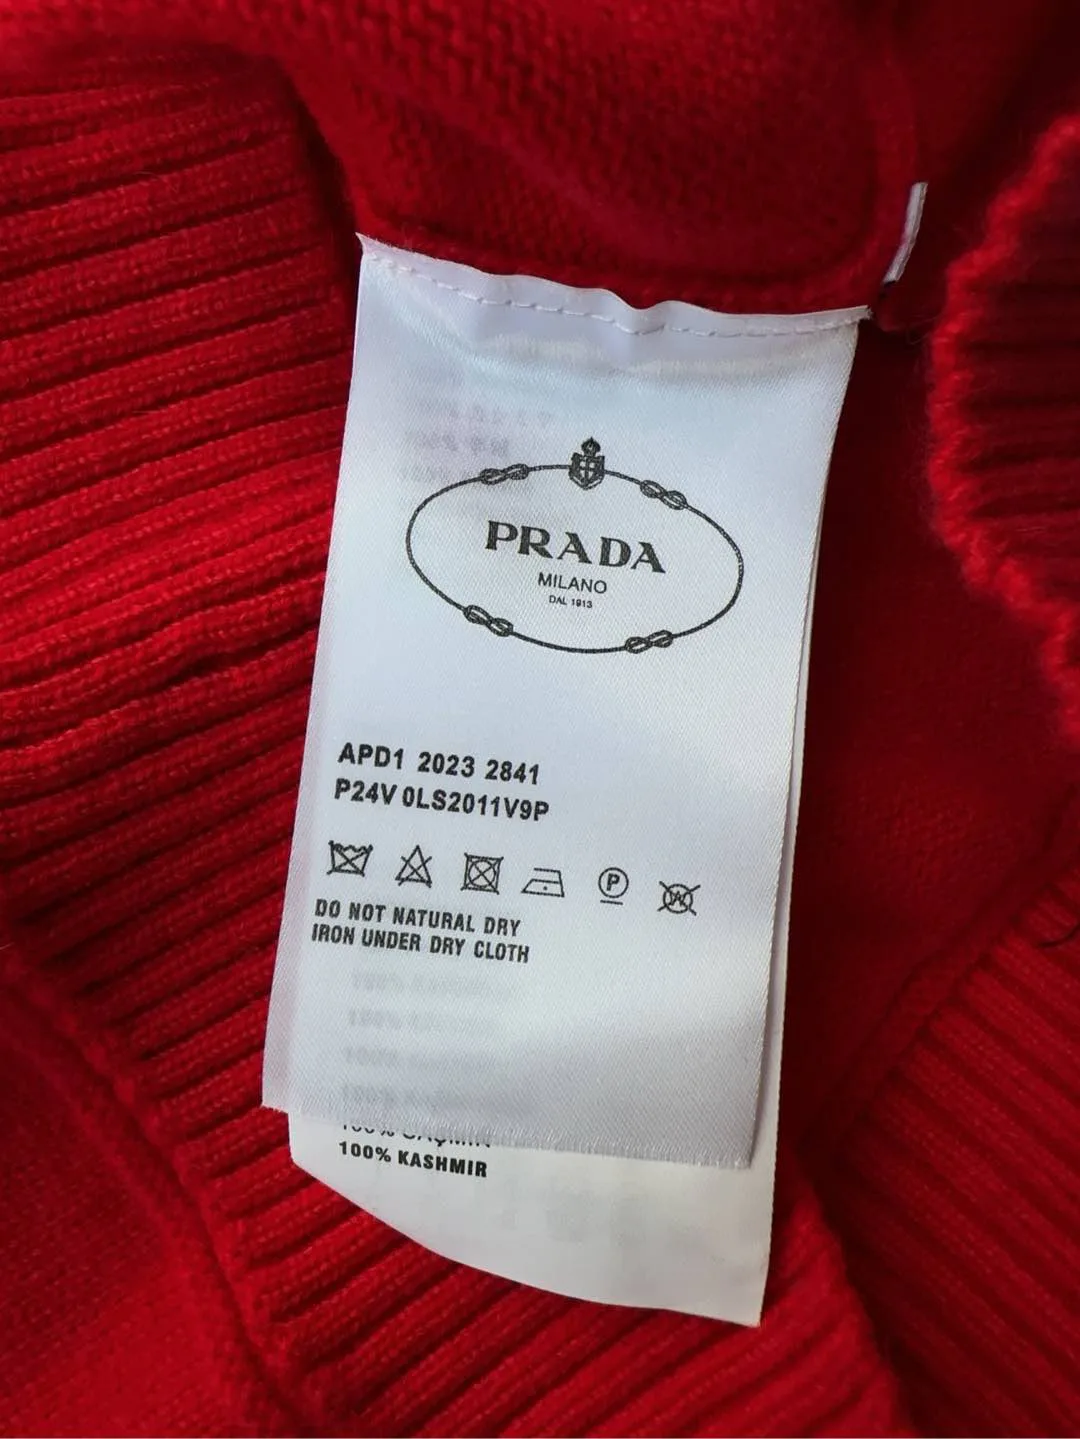 PRADA
MILANO
DAL 1913
APD1 2023 2841
P24V 0LS2011V9P
P
W
DO NOT NATURAL DRY
IRON UNDER DRY CLOTH
100% KASHMIR